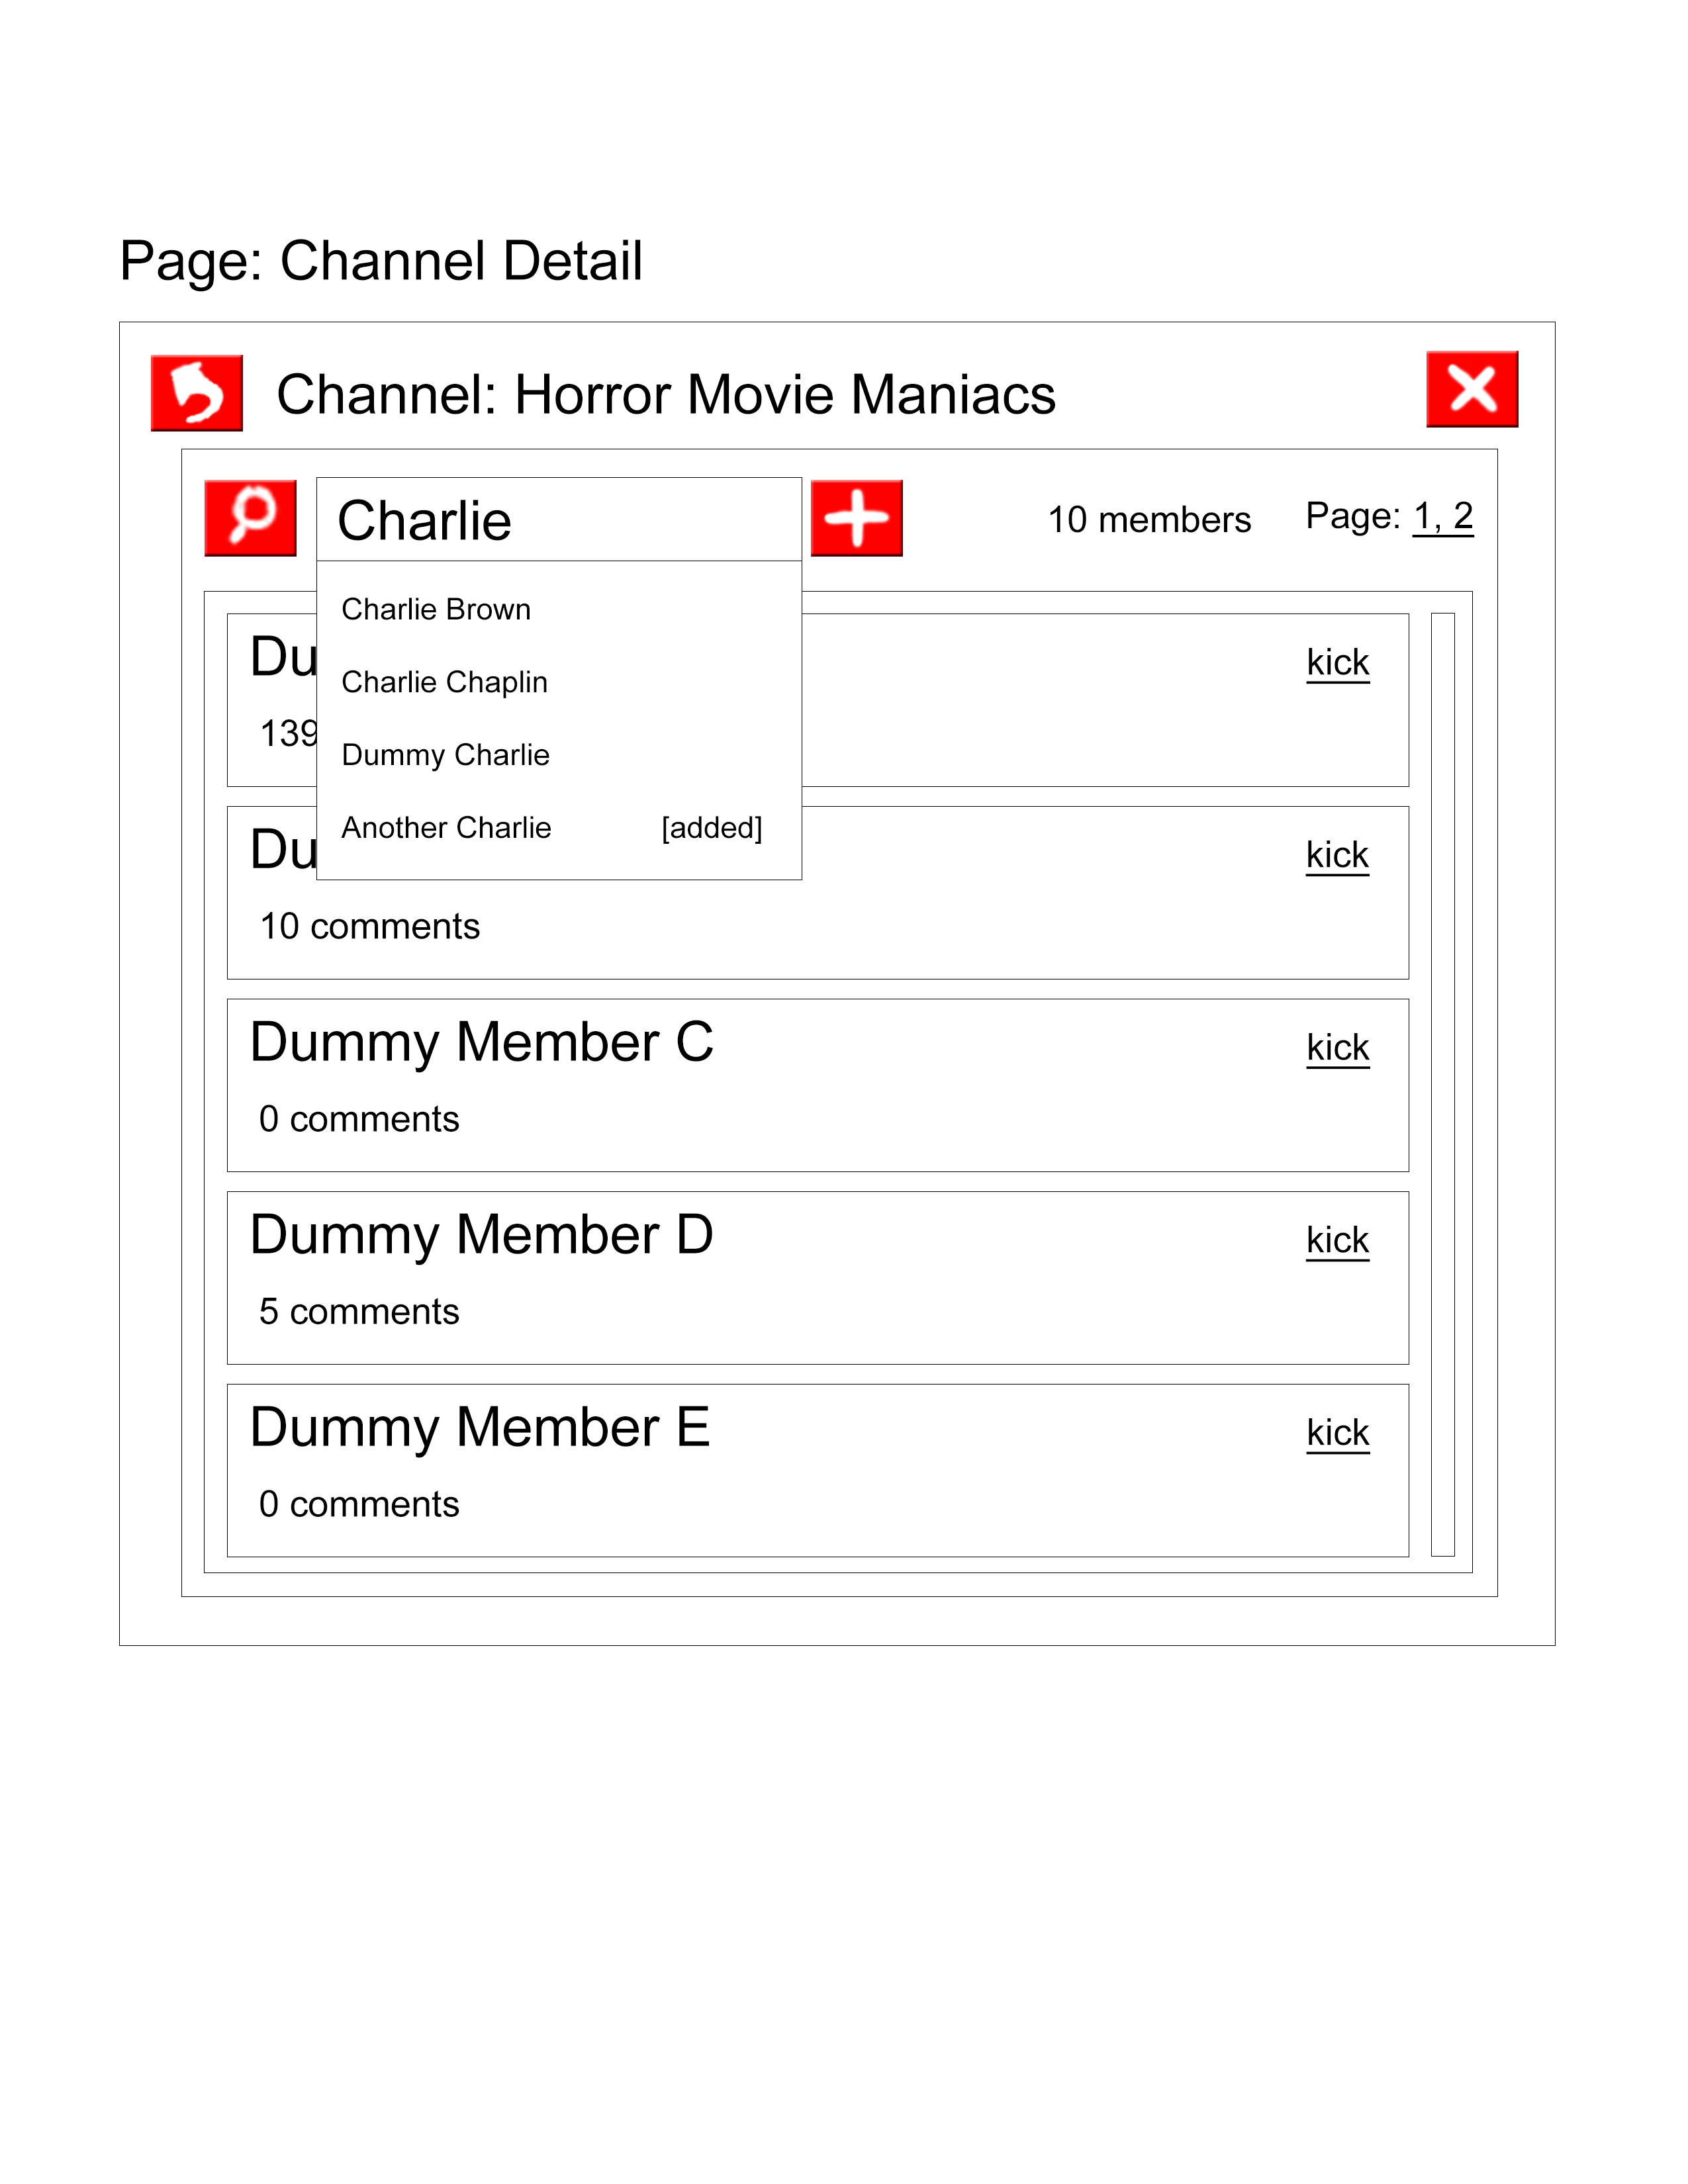 Page: Channel Detail
Channel: Horror Movie Maniacs
Charlie
10 members
Page: 1, 2
Charlie Brown
Charlie Chaplin
Dummy Charlie
Another Charlie [added]
Du
kick
139
Du
kick
10 comments
Dummy Member C
kick
0 comments
Dummy Member D
kick
5 comments
Dummy Member E
kick
0 comments